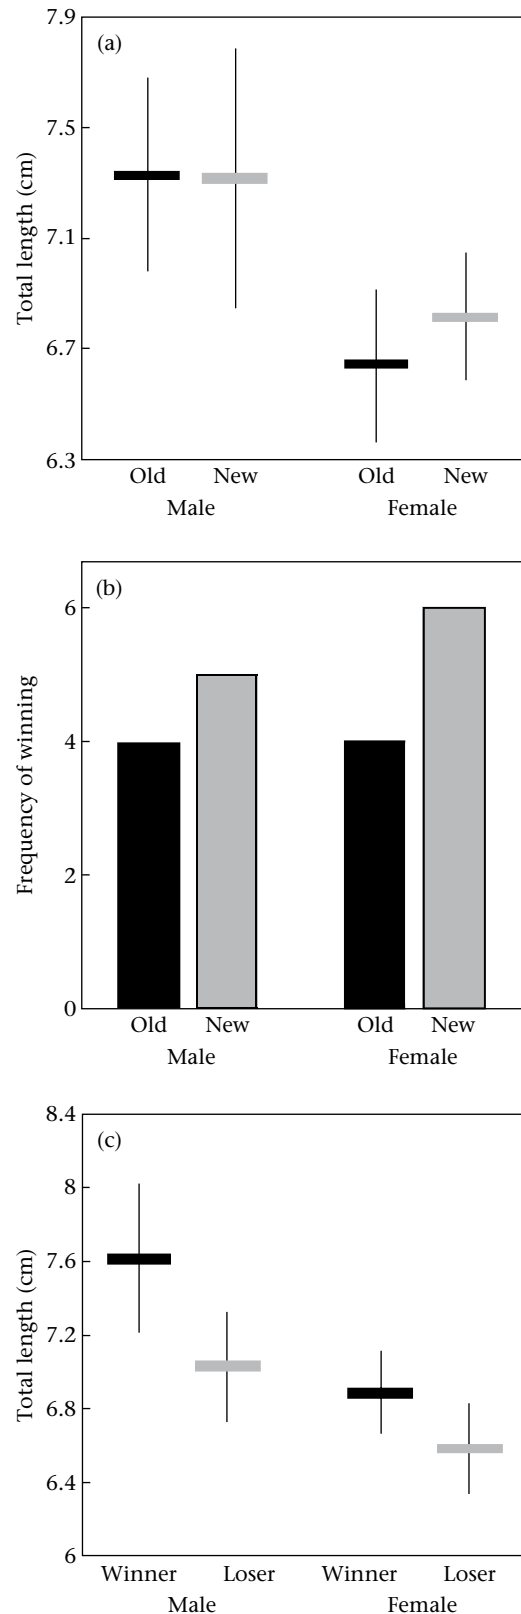 (a)
Total length (cm)
7.9
7.5
7.1
6.7
6.3
Old New Old New
Male Female
(b)
Frequency of winning
6
4
2
0
Old New Old New
Male Female
(c)
Total length (cm)
8.4
8
7.6
7.2
6.8
6.4
6
Winner Loser Winner Loser
Male Female